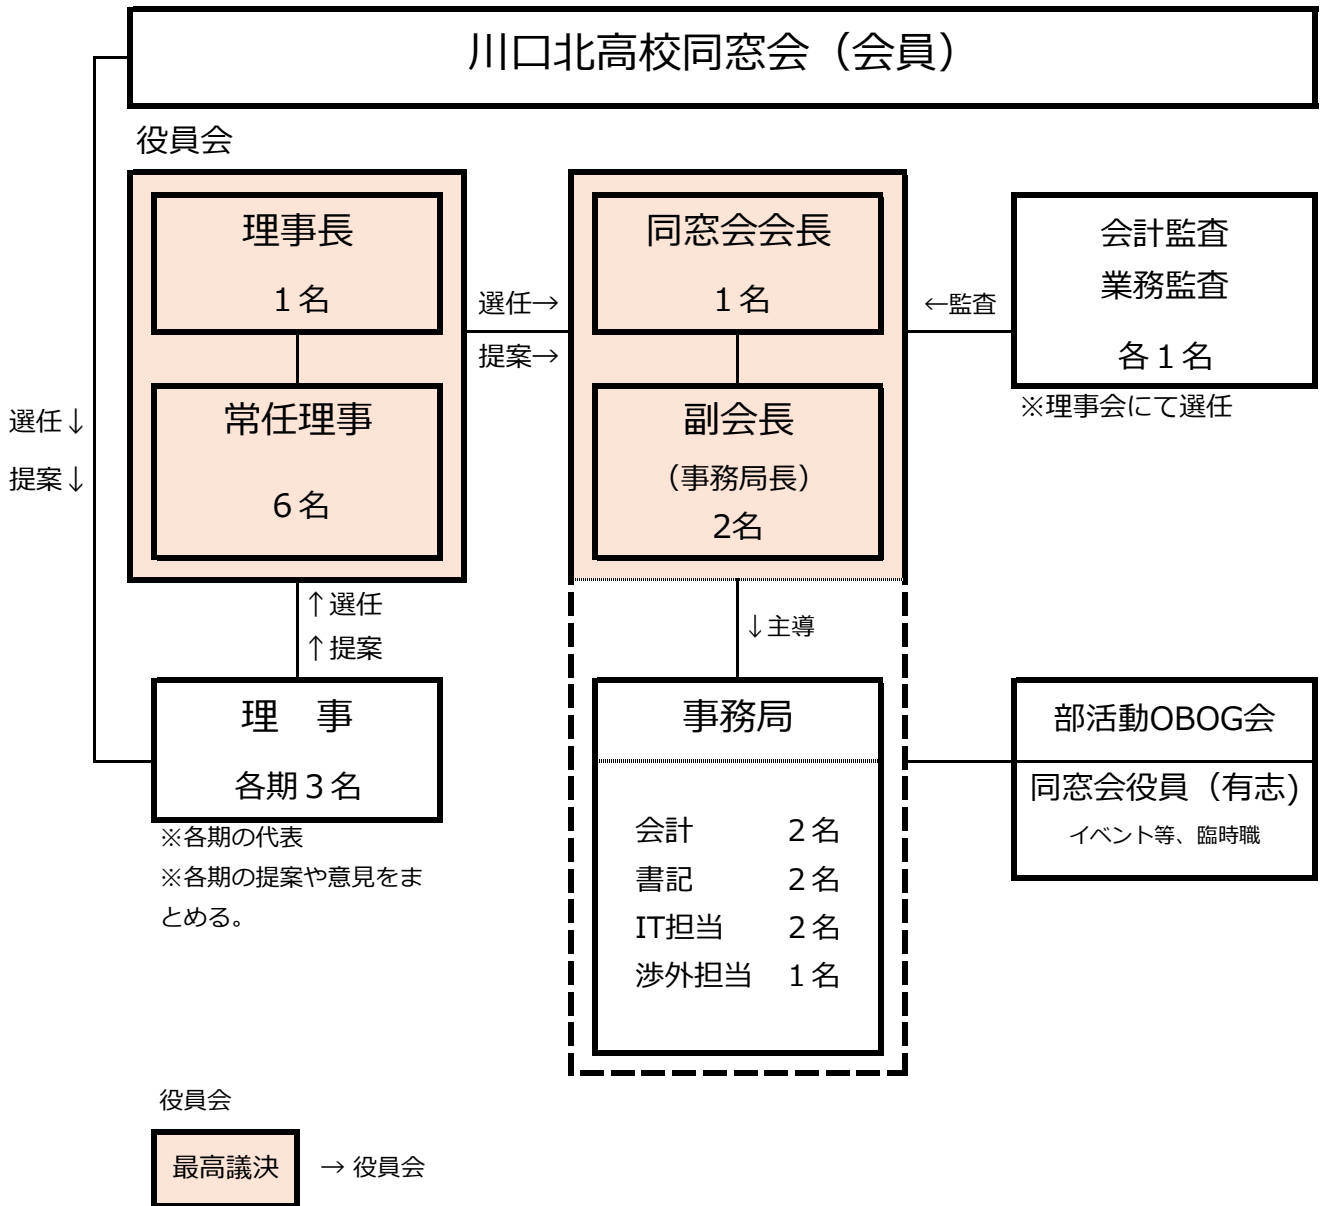 川口北高校同窓会（会員）
役員会
理事長
１名
常任理事
６名
選任→
提案→
同窓会会長
１名
副会長
（事務局長）
2名
←監査
会計監査
業務監査
各１名
※理事会にて選任
選任↓
提案↓
↑選任
↑提案
↓主導
理　事
各期３名
※各期の代表
※各期の提案や意見をま
とめる。
事務局
会計　２名
書記　２名
IT担当　２名
渉外担当　１名
部活動OBOG会
同窓会役員（有志)
イベント等、臨時職
役員会
最高議決　→ 役員会